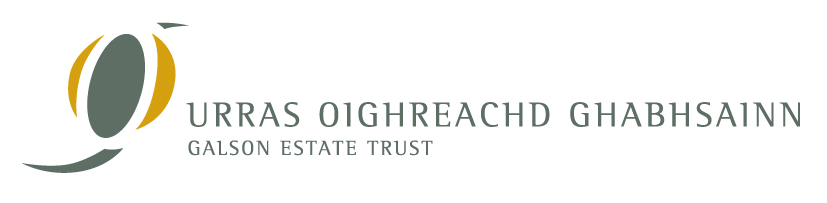 URRAS OIGHREACHD GHABHSAINN
GALSON ESTATE TRUST